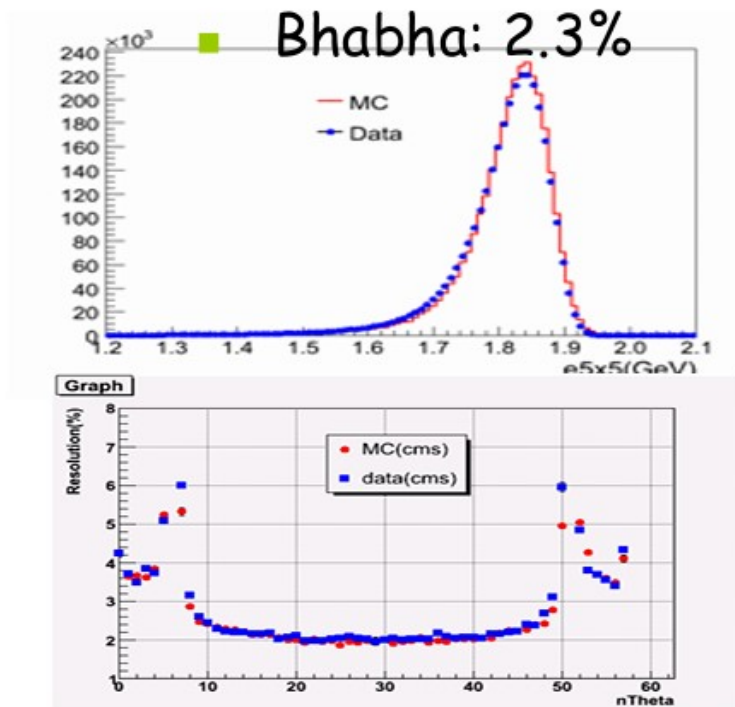 Bhabha: 2.3%
×10³
240
220
200
180
160
140
120
100
80
60
40
20
0
MC
Data
1.2 1.3 1.4 1.5 1.6 1.7 1.8 1.9 2.0 2.1
e5x5(GeV)
Graph
Resolution(%)
8
7
6
5
4
3
2
1
MC(cms)
data(cms)
0 10 20 30 40 50 60
nTheta